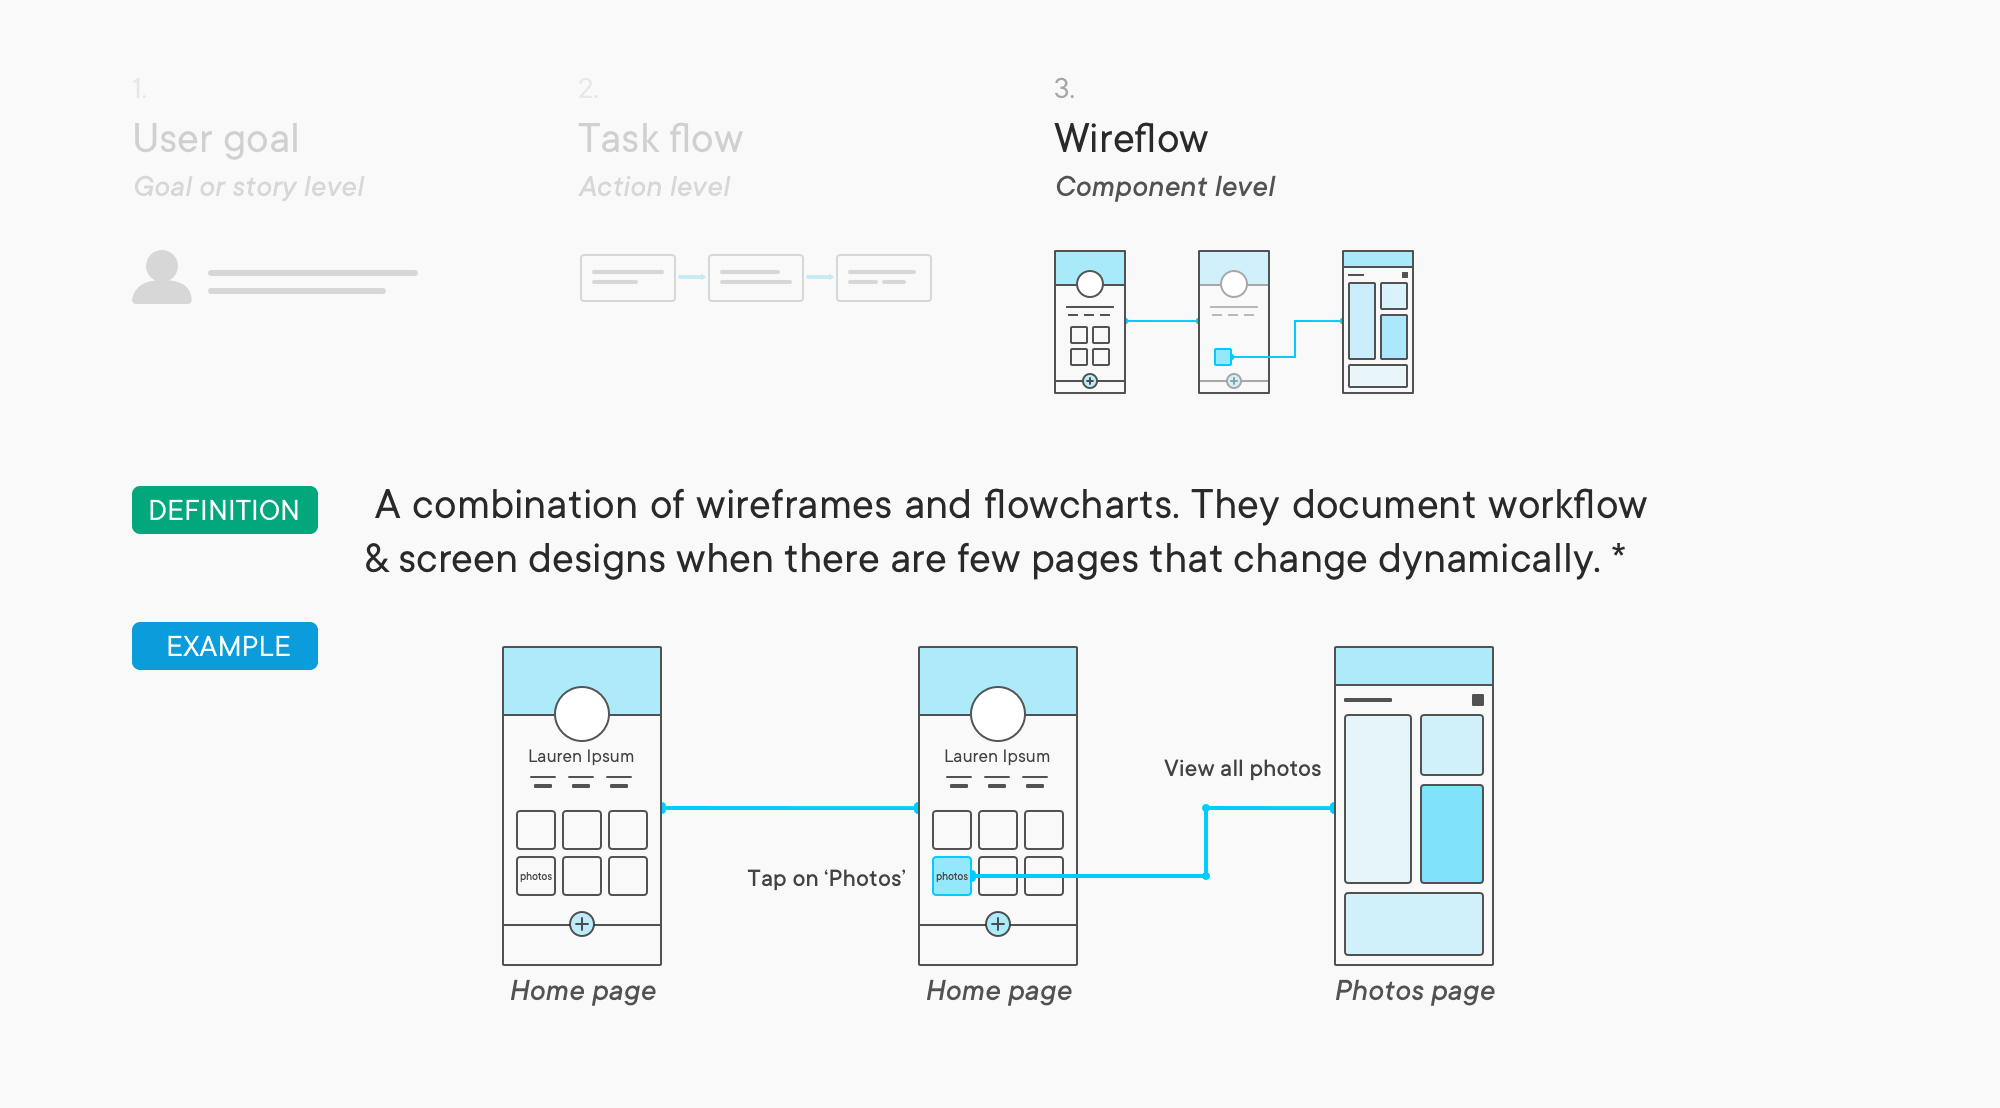 1.
User goal
Goal or story level
2.
Task flow
Action level
3.
Wireflow
Component level
DEFINITION
A combination of wireframes and flowcharts. They document workflow
& screen designs when there are few pages that change dynamically. *
EXAMPLE
Lauren Ipsum
photos
Home page
Tap on ‘Photos’
Lauren Ipsum
photos
Home page
View all photos
Photos page